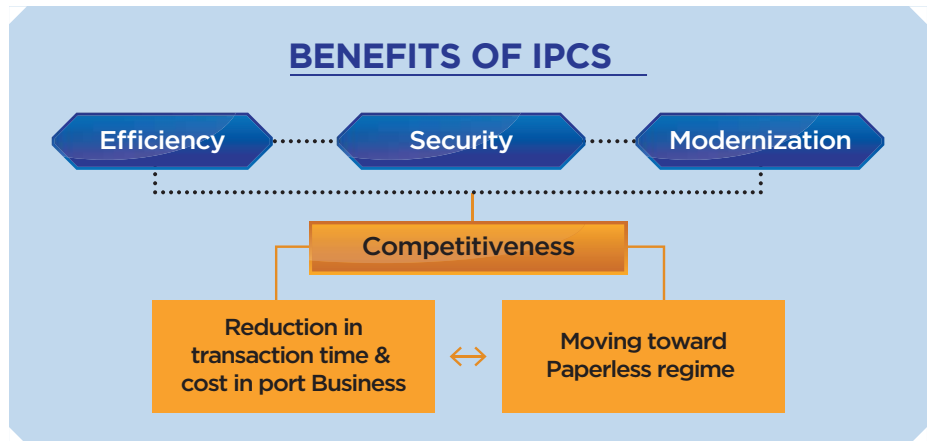 BENEFITS OF IPCS
Efficiency
Security
Modernization
Competitiveness
Reduction in
transaction time &
cost in port Business
Moving toward
Paperless regime